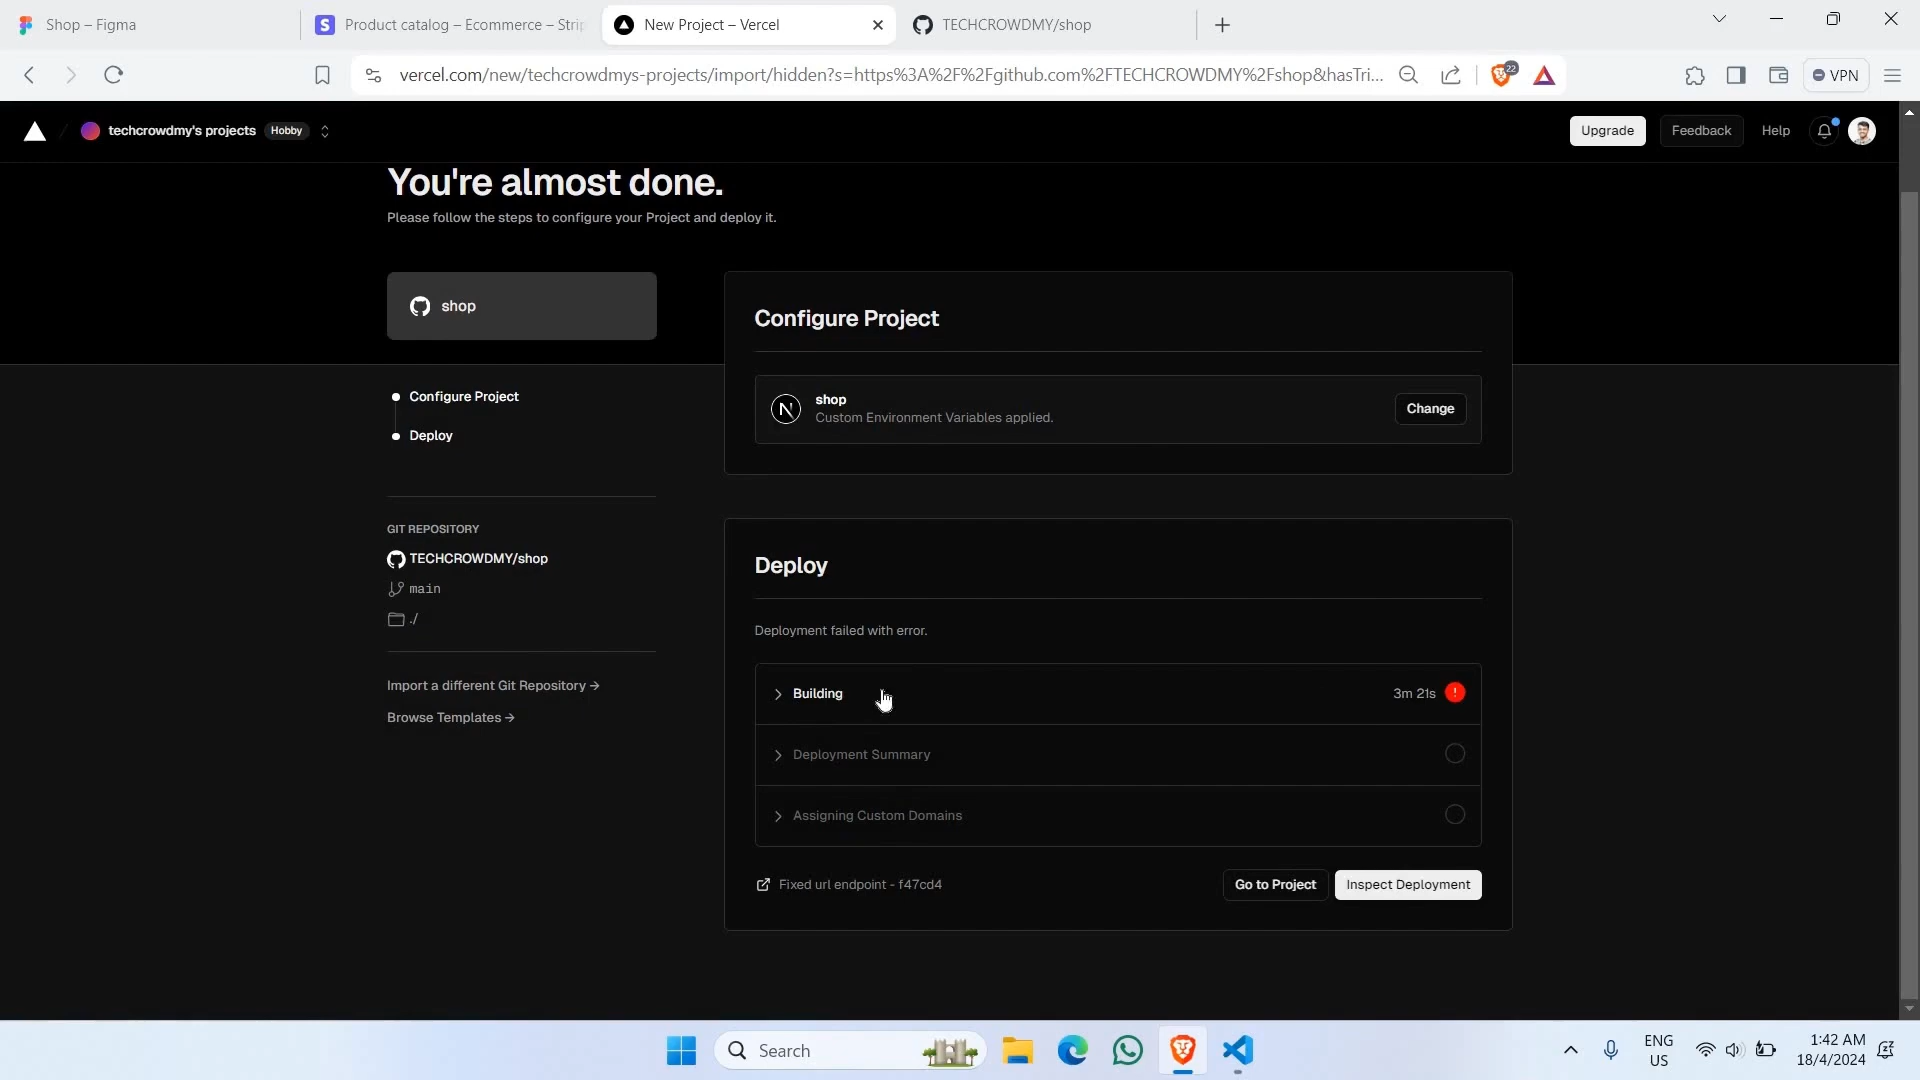 Shop – Figma
Product catalog – Ecommerce – Strip
New Project – Vercel
TECHCROWDMY/shop
vercel.com/new/techcrowdmys-projects/import/hidden?s=https%3A%2F%2Fgithub.com%2FTECHCROWDMY%2Fshop&hasTri...
22
VPN
techcrowdmy's projects
Hobby
Upgrade
Feedback
Help
You're almost done.
Please follow the steps to configure your Project and deploy it.
shop
Configure Project
Deploy
GIT REPOSITORY
TECHCROWDMY/shop
main
./
Import a different Git Repository →
Browse Templates →
Configure Project
N
shop
Custom Environment Variables applied.
Change
Deploy
Deployment failed with error.
Building
3m 21s
Deployment Summary
Assigning Custom Domains
Fixed url endpoint - f47cd4
Go to Project
Inspect Deployment
Search
ENG
US
1:42 AM
18/4/2024